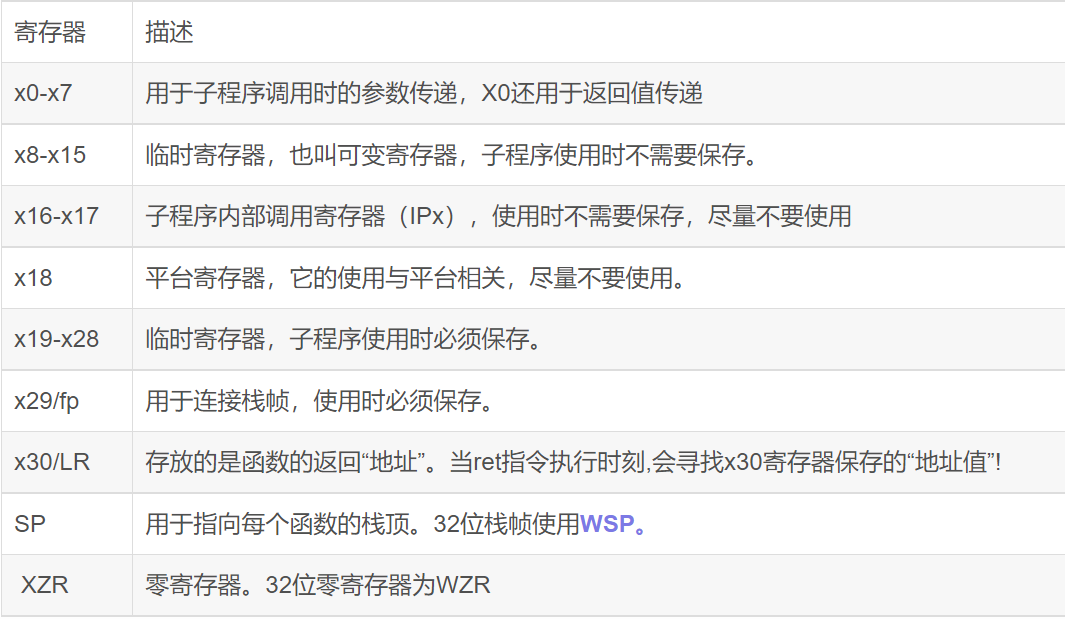 寄存器 描述
x0-x7 用于子程序调用时的参数传递，X0还用于返回值传递
x8-x15 临时寄存器，也叫可变寄存器，子程序使用时不需要保存。
x16-x17 子程序内部调用寄存器（IPx），使用时不需要保存，尽量不要使用
x18 平台寄存器，它的使用与平台相关，尽量不要使用。
x19-x28 临时寄存器，子程序使用时必须保存。
x29/fp 用于连接栈帧，使用时必须保存。
x30/LR 存放的是函数的返回“地址”。当ret指令执行时刻,会寻找x30寄存器保存的“地址值”!
SP 用于指向每个函数的栈顶。32位栈帧使用WSP。
XZR 零寄存器。32位零寄存器为WZR